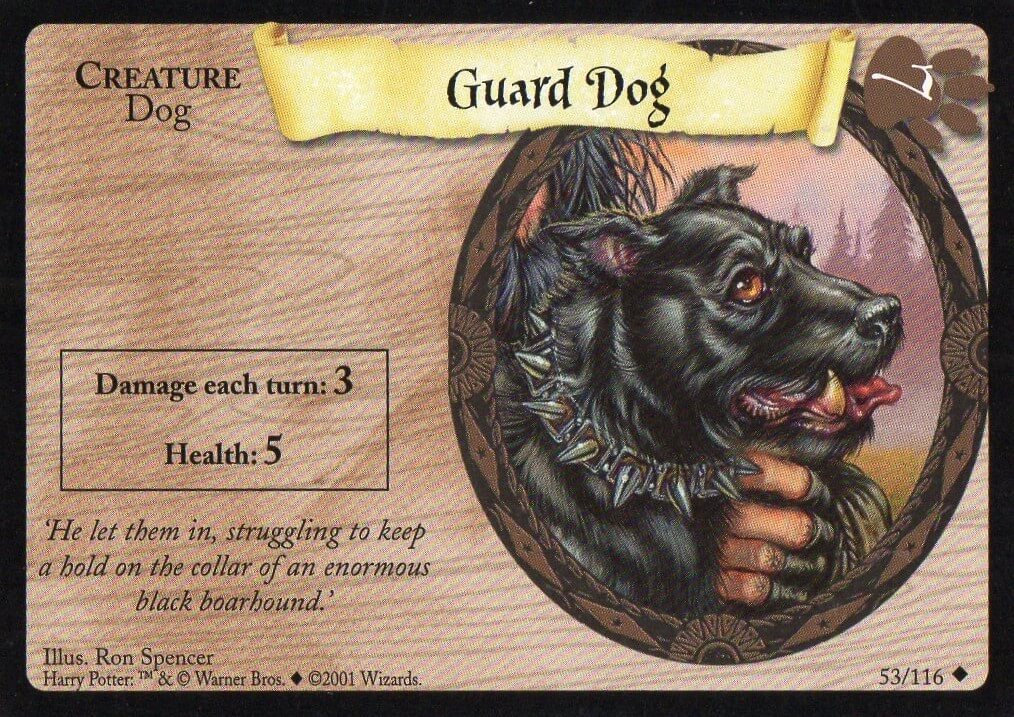 Creature
Dog
Guard Dog
7
Damage each turn: 3
Health: 5
‘He let them in, struggling to keep
a hold on the collar of an enormous
black boarhound.’
Illus. Ron Spencer
Harry Potter: ™ & © Warner Bros. ◆ ©2001 Wizards.
53/116 ◆